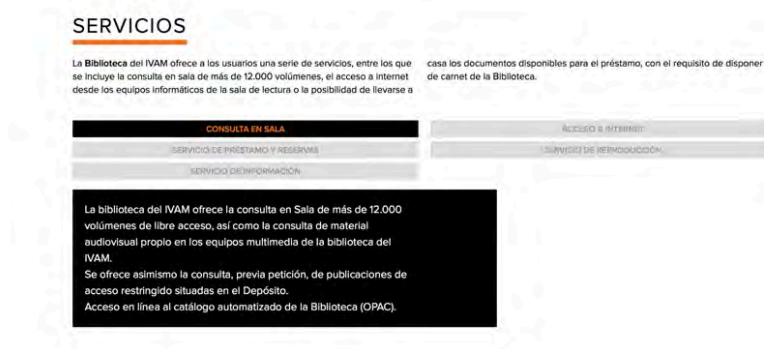 SERVICIOS
La Biblioteca del IVAM ofrece a los usuarios una serie de servicios, entre los que
se incluye la consulta en sala de más de 12.000 volúmenes, el acceso a internet
desde los equipos informáticos de la sala de lectura o la posibilidad de llevarse a
casa los documentos disponibles para el préstamo, con el requisito de disponer
de carnet de la Biblioteca.
CONSULTA EN SALA
ACCESO A INTERNET
SERVICIO DE PRÉSTAMO Y RESERVAS
SERVICIO DE REPRODUCCIÓN
SERVICIO DE INFORMACIÓN
La biblioteca del IVAM ofrece la consulta en Sala de más de 12.000
volúmenes de libre acceso, así como la consulta de material
audiovisual propio en los equipos multimedia de la biblioteca del
IVAM.
Se ofrece asimismo la consulta, previa petición, de publicaciones de
acceso restringido situadas en el Depósito.
Acceso en línea al catálogo automatizado de la Biblioteca (OPAC).